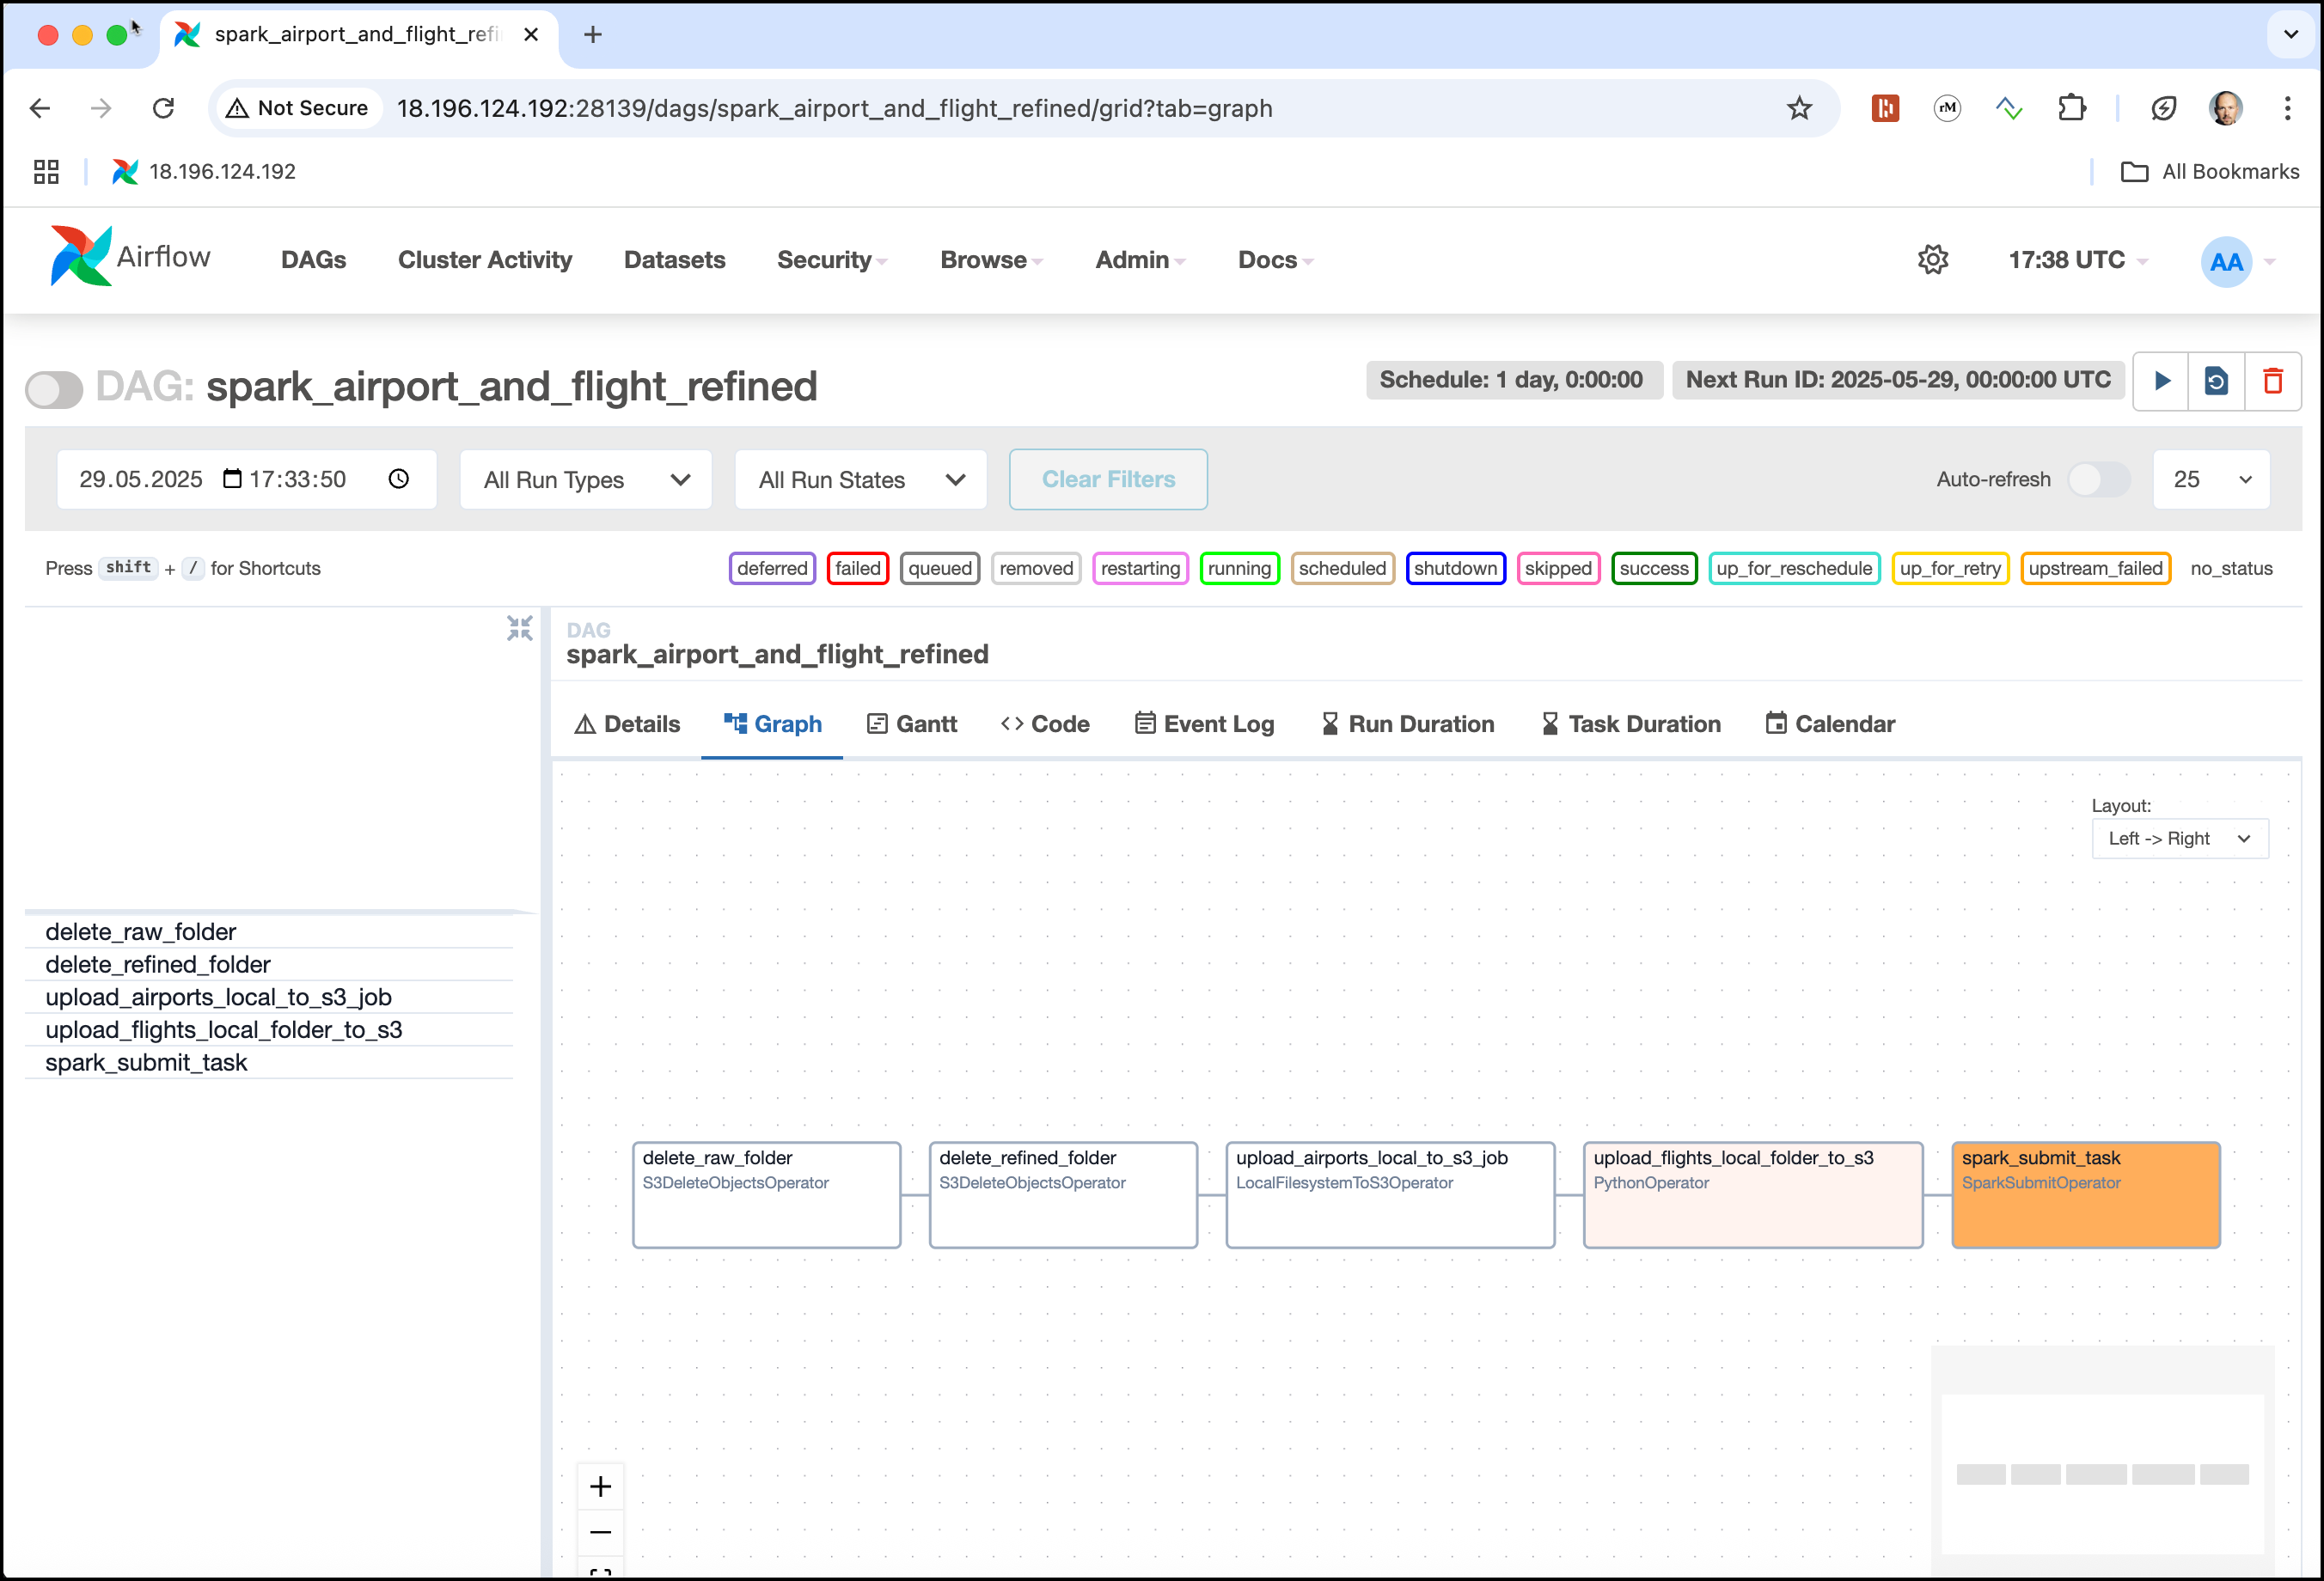 spark_airport_and_flight_refi
Not Secure 18.196.124.192:28139/dags/spark_airport_and_flight_refined/grid?tab=graph
rM
18.196.124.192 All Bookmarks
Airflow DAGs Cluster Activity Datasets Security Browse Admin Docs 17:38 UTC AA
DAG: spark_airport_and_flight_refined Schedule: 1 day, 0:00:00 Next Run ID: 2025-05-29, 00:00:00 UTC
29.05.2025 17:33:50 All Run Types All Run States Clear Filters Auto-refresh 25
Press shift + / for Shortcuts deferred failed queued removed restarting running scheduled shutdown skipped success up_for_reschedule up_for_retry upstream_failed no_status
DAG
spark_airport_and_flight_refined
Details Graph Gantt <> Code Event Log Run Duration Task Duration Calendar
Layout:
Left -> Right
delete_raw_folder
delete_refined_folder
upload_airports_local_to_s3_job
upload_flights_local_folder_to_s3
spark_submit_task
delete_raw_folder
S3DeleteObjectsOperator
delete_refined_folder
S3DeleteObjectsOperator
upload_airports_local_to_s3_job
LocalFilesystemToS3Operator
upload_flights_local_folder_to_s3
PythonOperator
spark_submit_task
SparkSubmitOperator